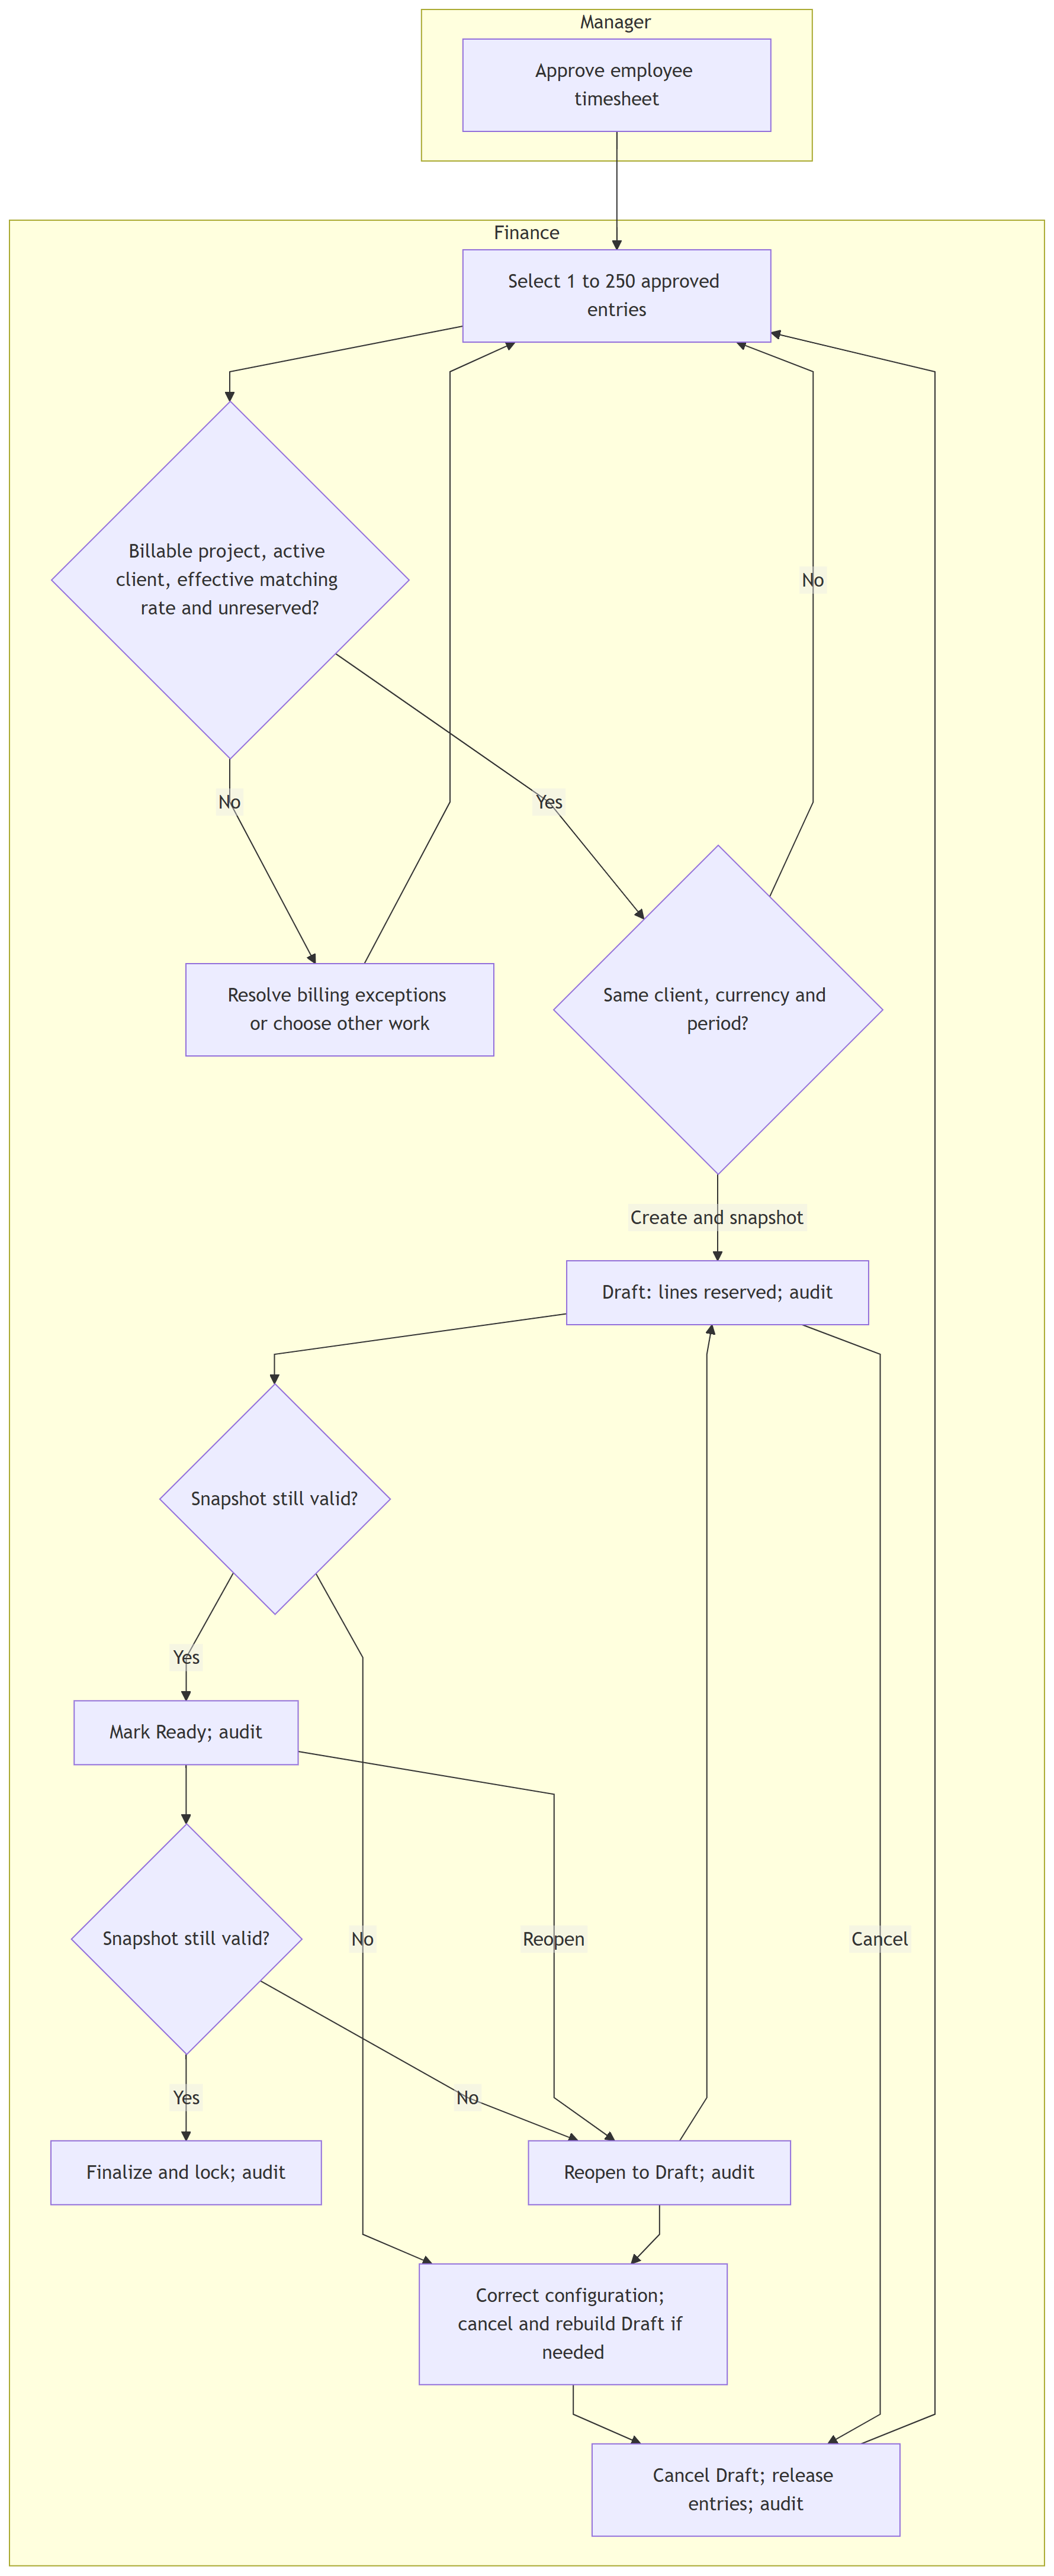 Manager
Approve employee
timesheet
Finance
Select 1 to 250 approved
entries
Billable project, active
client, effective matching
rate and unreserved?
No
No
Yes
Resolve billing exceptions
or choose other work
Same client, currency and
period?
Create and snapshot
Draft: lines reserved; audit
Snapshot still valid?
Yes
Mark Ready; audit
Snapshot still valid?
No
Reopen
Cancel
Yes
No
Finalize and lock; audit
Reopen to Draft; audit
Correct configuration;
cancel and rebuild Draft if
needed
Cancel Draft; release
entries; audit